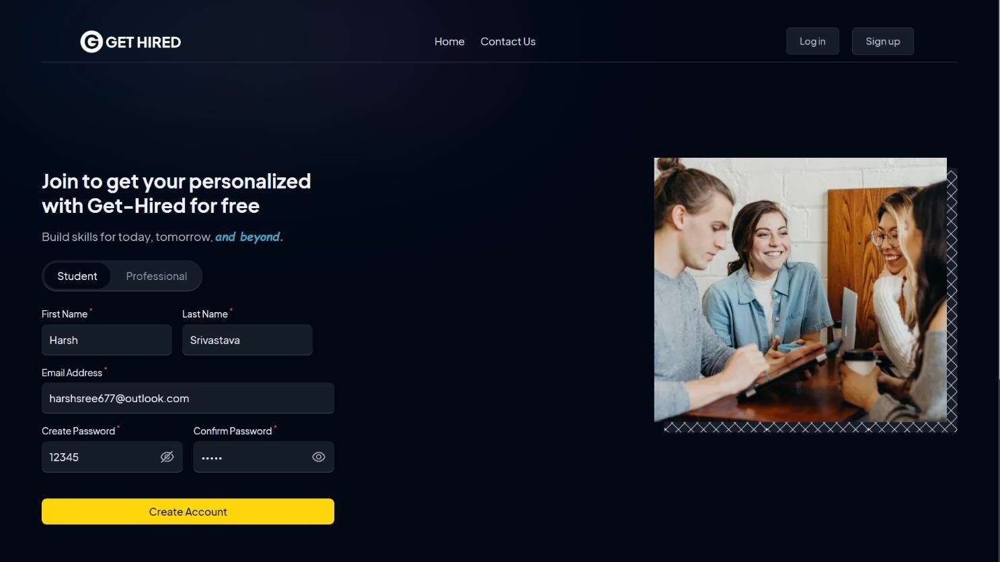 GET HIRED
Home Contact Us
Log in Sign up
Join to get your personalized
with Get-Hired for free
Build skills for today, tomorrow, and beyond.
Student Professional
First Name * Last Name *
Harsh Srivastava
Email Address *
harshsree677@outlook.com
Create Password * Confirm Password *
12345 •••••
Create Account